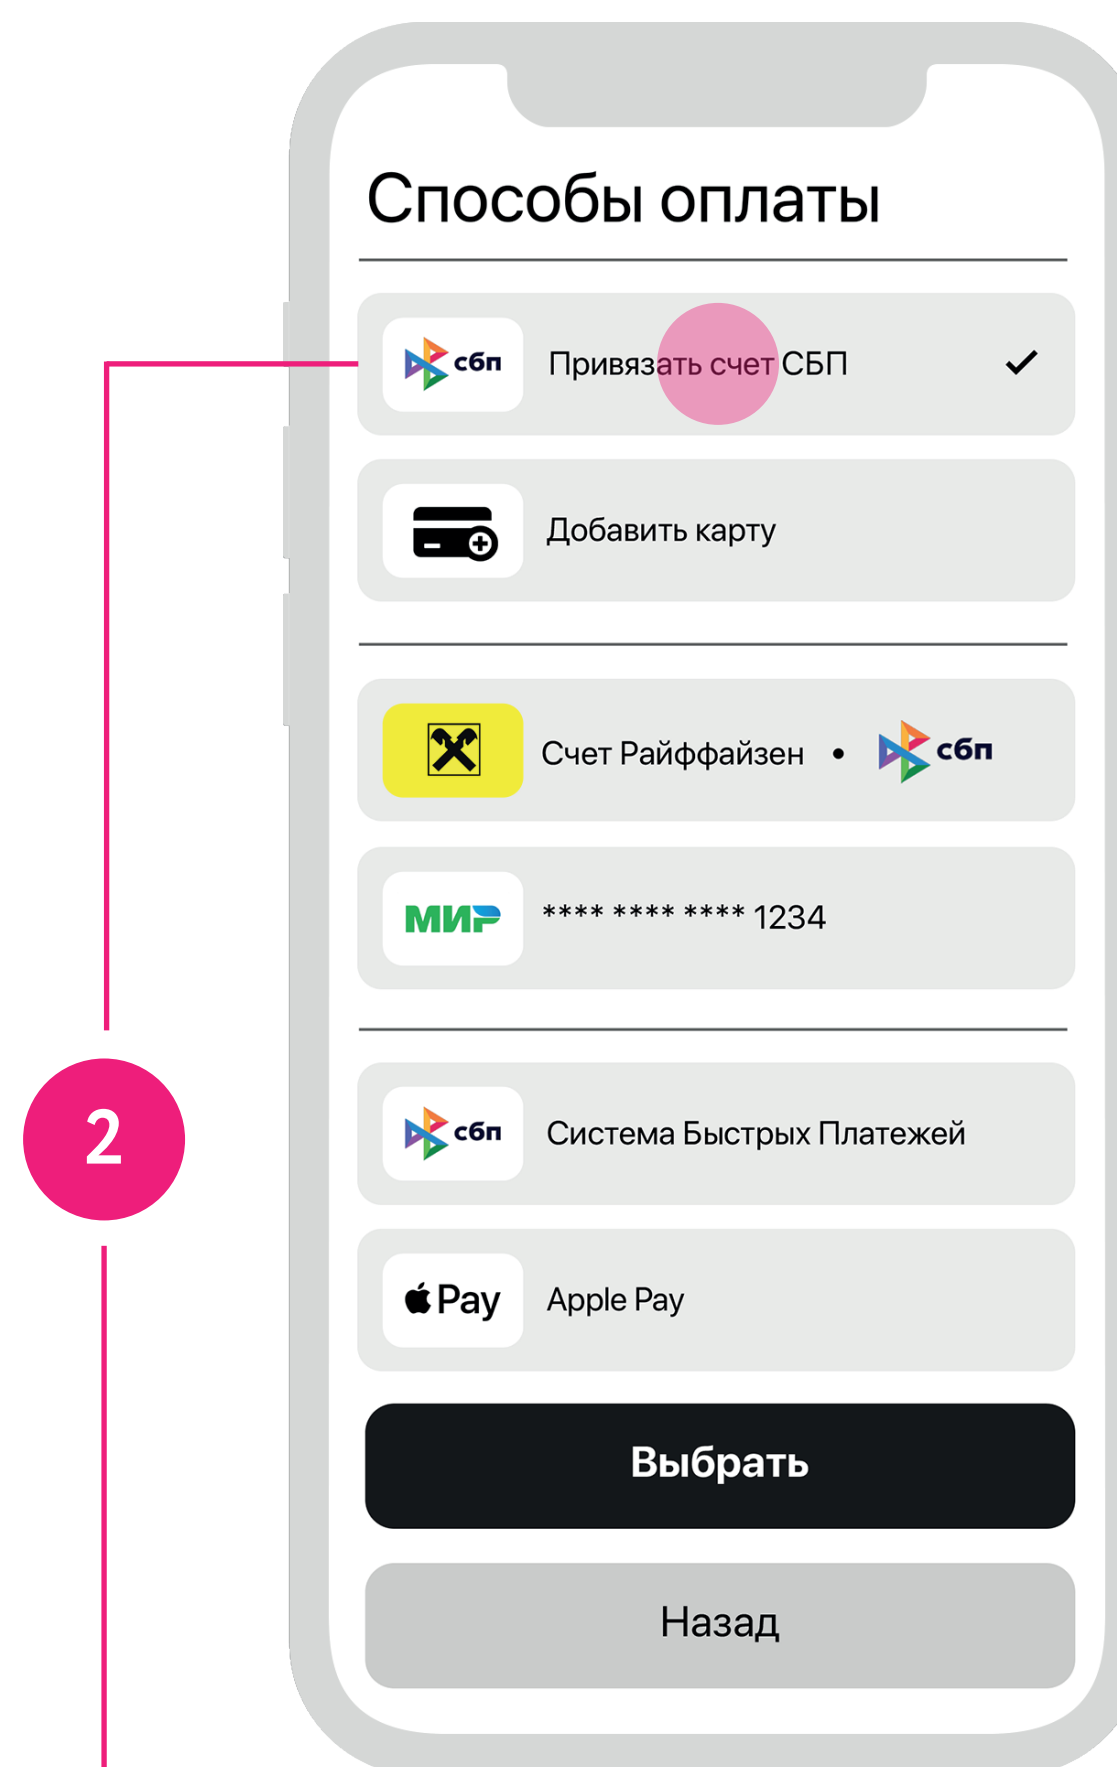 Способы оплаты
сбп Привязать счет СБП
Добавить карту
Счет Райффайзен • сбп
МИР **** **** **** 1234
2
сбп Система Быстрых Платежей
Pay Apple Pay
Выбрать
Назад